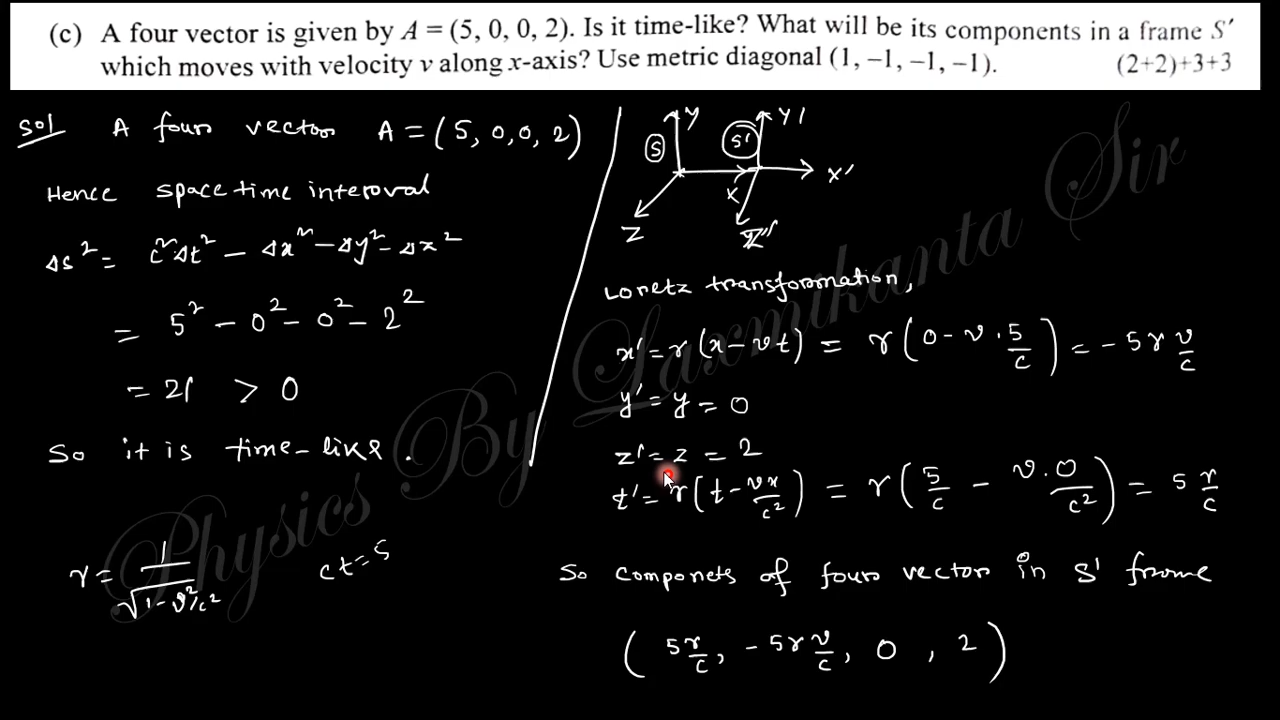 (c) A four vector is given by A = (5, 0, 0, 2). Is it time-like? What will be its components in a frame S′
which moves with velocity v along x-axis? Use metric diagonal (1, −1, −1, −1). (2+2)+3+3
Sol A four vector A = (5, 0, 0, 2)
Hence space time interval
Δs² = c²Δt² − Δx² − Δy² − Δz²
= 5² − 0² − 0² − 2²
= 21 > 0
So it is time-like.
γ = 1/√(1 − v²/c²) ct = 5
S Y S' Y'
X X'
Z Z'
Loretz transformation,
x' = γ(x − vt) = γ(0 − v · 5/c) = −5γ v/c
y' = y = 0
z' = z = 2
t' = γ(t − vx/c²) = γ(5/c − v·0/c²) = 5 γ/c
So componets of four vector in S' frame
(5γ/c, −5γ v/c, 0, 2)
Physics By Laxmikanta Sir